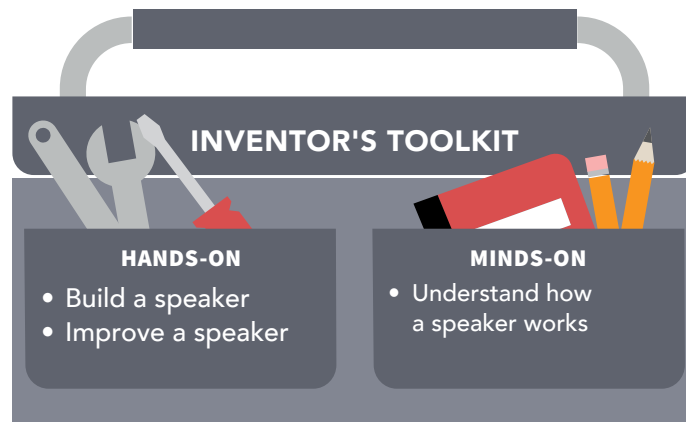 INVENTOR'S TOOLKIT
HANDS-ON
• Build a speaker
• Improve a speaker
MINDS-ON
• Understand how
a speaker works